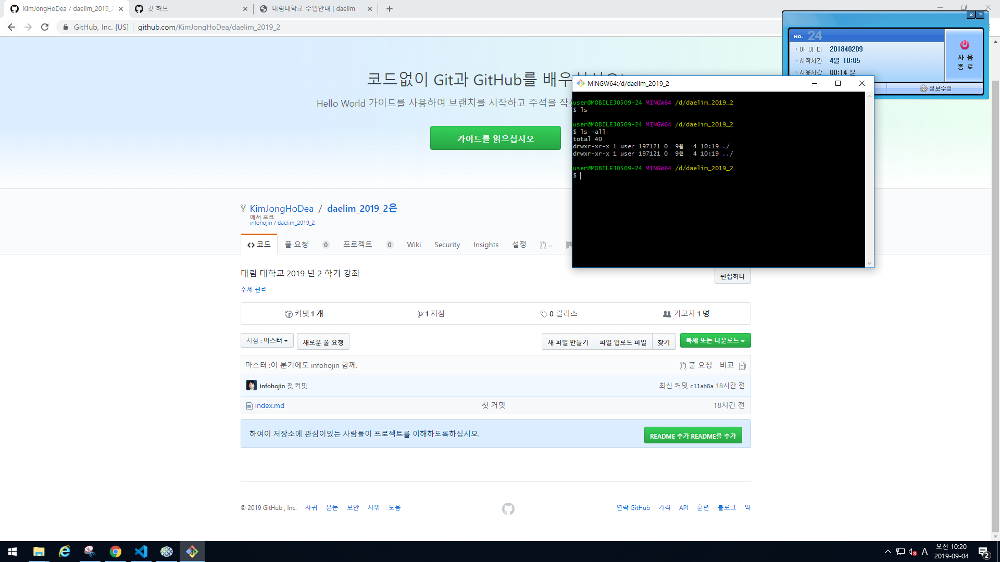 KimJongHoDea / daelim_2019_2
깃 허브
대림대학교 수업안내 | daelim
GitHub, Inc. [US]
github.com/KimJongHoDea/daelim_2019_2
NO. 24
아 이 디 201840209
시작시간 4일 10:05
사용시간 00:14 분
사 용
종 료
정보수정
코드없이 Git과 GitHub를 배우
Hello World 가이드를 사용하여 브랜치를 시작하고 주석을 작성
가이드를 읽으십시오
MINGW64:/d/daelim_2019_2
user@MOBILEJO509-24 MINGW64 /d/daelim_2019_2
$ ls
user@MOBILEJO509-24 MINGW64 /d/daelim_2019_2
$ ls -all
total 40
drwxr-xr-x 1 user 197121 0 9월 4 10:19 ./
drwxr-xr-x 1 user 197121 0 9월 4 10:19 ../
user@MOBILEJO509-24 MINGW64 /d/daelim_2019_2
$
KimJongHoDea / daelim_2019_2은
에서 포크
infohojin / daelim_2019_2
코드
풀 요청 0
프로젝트 0
Wiki
Security
Insights
설정
대림 대학교 2019 년 2 학기 강좌
편집하다
주제 관리
커밋 1 개
1 지점
0 릴리스
기고자 1 명
지점 : 마스터
새로운 풀 요청
새 파일 만들기
파일 업로드 파일
찾기
복제 또는 다운로드
마스터 :이 분기에도 infohojin 함께.
풀 요청
비교
infohojin 첫 커밋
최신 커밋 c11ab8a 18시간 전
index.md
첫 커밋
18시간 전
하여이 저장소에 관심이있는 사람들이 프로젝트를 이해하도록하십시오.
README 추가 README를 추가
© 2019 GitHub , Inc.
자귀
은둔
보안
지위
도움
연락 GitHub
가격
API
훈련
블로그
약
A
오전 10:20
2019-09-04
2